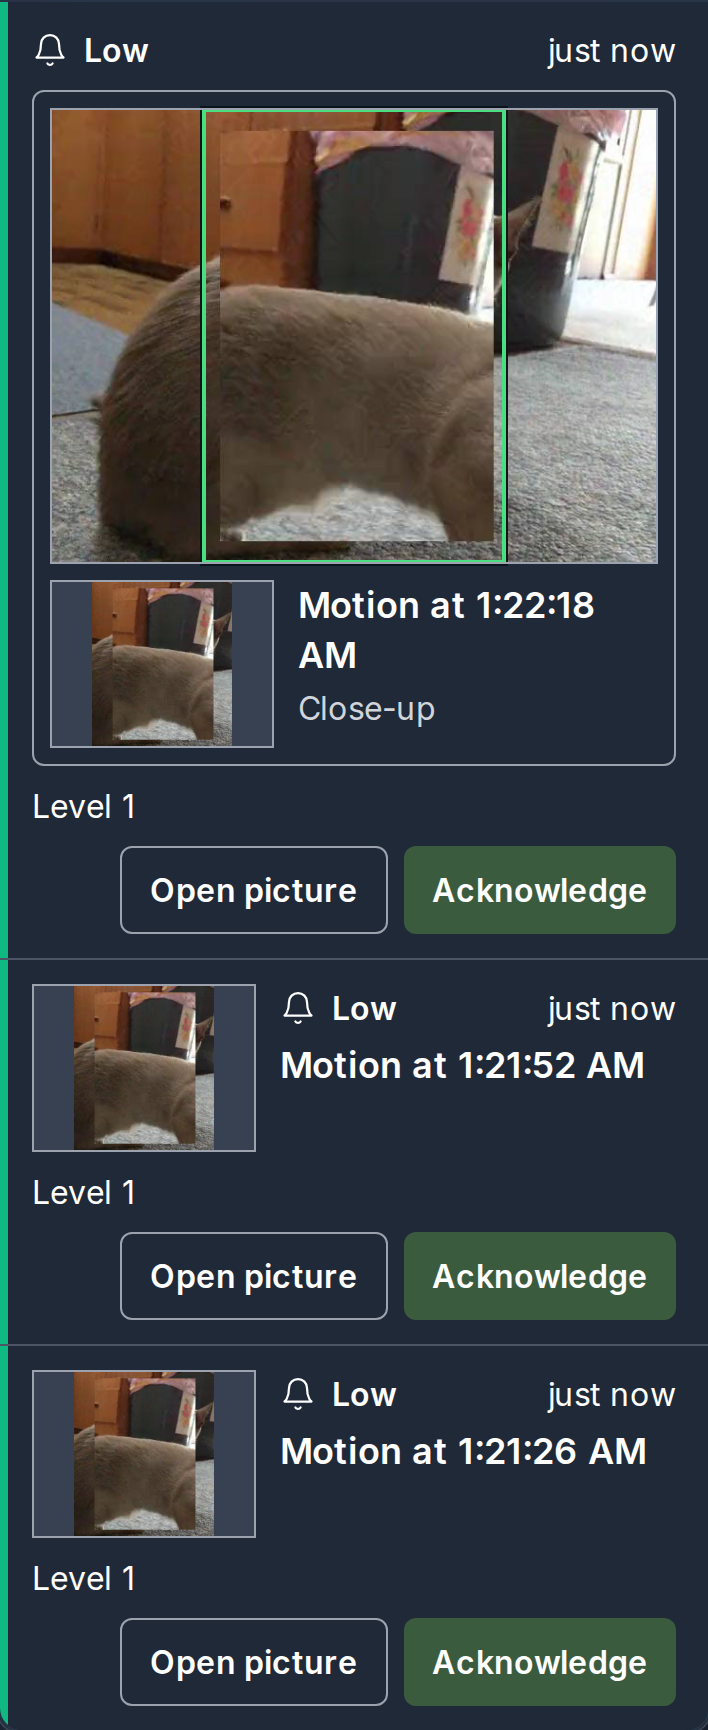 Low just now
Motion at 1:22:18
AM
Close-up
Level 1
Open picture Acknowledge
Low just now
Motion at 1:21:52 AM
Level 1
Open picture Acknowledge
Low just now
Motion at 1:21:26 AM
Level 1
Open picture Acknowledge